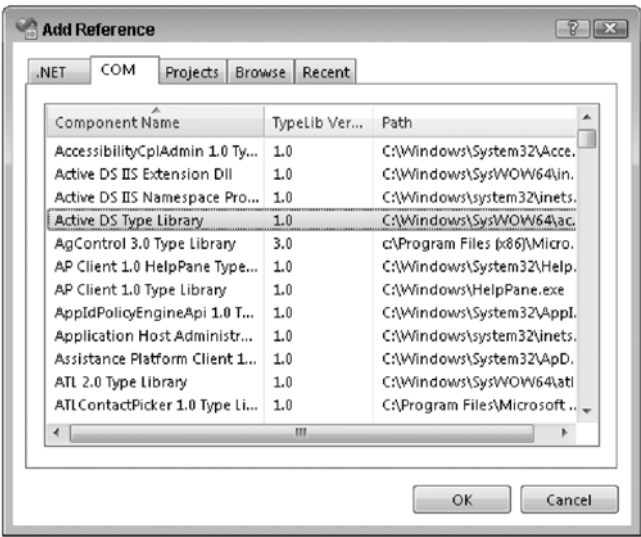 Add Reference
.NET COM Projects Browse Recent
Component Name TypeLib Ver... Path
AccessibilityCplAdmin 1.0 Ty... 1.0 C:\Windows\System32\Acce.
Active DS IIS Extension Dll 1.0 C:\Windows\SysWOW64\in.
Active DS IIS Namespace Pro... 1.0 C:\Windows\system32\inets.
Active DS Type Library 1.0 C:\Windows\SysWOW64\ac.
AgControl 3.0 Type Library 3.0 c:\Program Files (x86)\Micro.
AP Client 1.0 HelpPane Type... 1.0 C:\Windows\System32\Help.
AP Client 1.0 Type Library 1.0 C:\Windows\HelpPane.exe
AppIdPolicyEngineApi 1.0 T... 1.0 C:\Windows\System32\AppI.
Application Host Administr... 1.0 C:\Windows\system32\inets.
Assistance Platform Client 1.... 1.0 C:\Windows\System32\ApD.
ATL 2.0 Type Library 1.0 C:\Windows\SysWOW64\atl
ATLContactPicker 1.0 Type Li... 1.0 C:\Program Files\Microsoft ..
OK Cancel